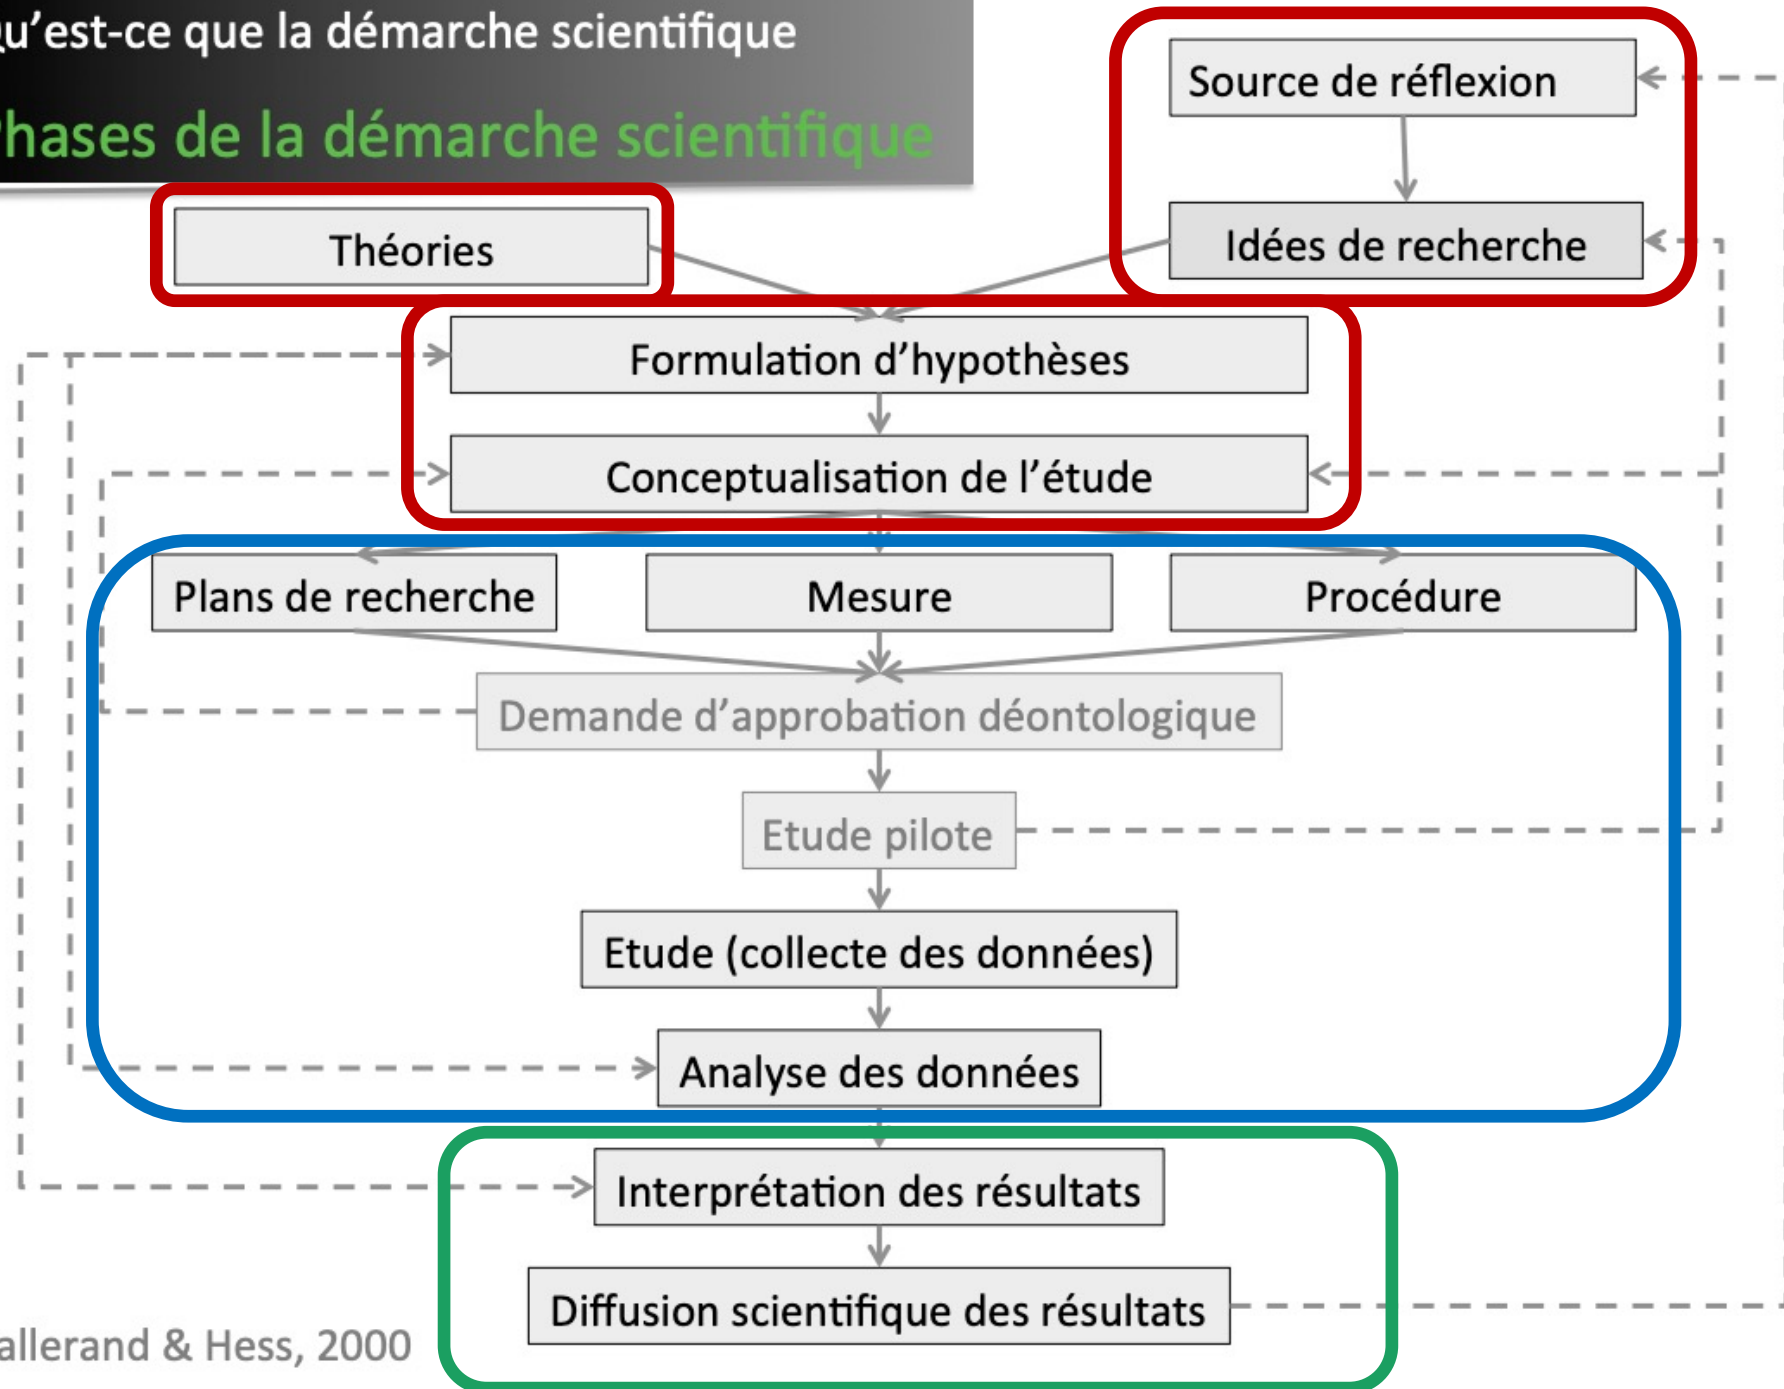 u'est-ce que la démarche scientifique
hases de la démarche scientifique
Source de réflexion
Idées de recherche
Théories
Formulation d'hypothèses
Conceptualisation de l'étude
Plans de recherche
Mesure
Procédure
Demande d'approbation déontologique
Etude pilote
Etude (collecte des données)
Analyse des données
Interprétation des résultats
Diffusion scientifique des résultats
allerand & Hess, 2000